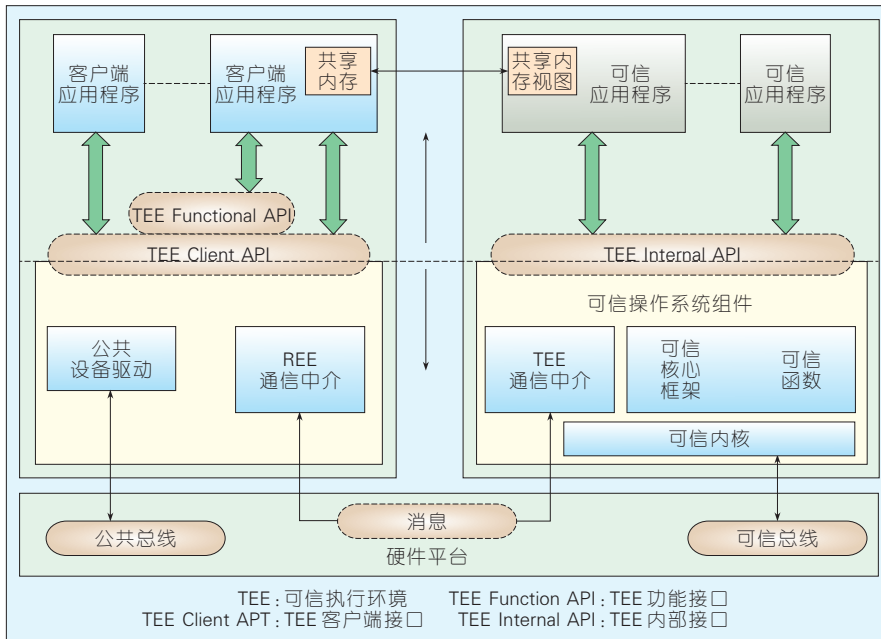 客户端
应用程序
客户端
应用程序
共享
内存
共享内
存视图
可信
应用程序
可信
应用程序
TEE Functional API
TEE Client API
TEE Internal API
可信操作系统组件
公共
设备驱动
REE
通信中介
TEE
通信中介
可信
核心
框架
可信
函数
可信内核
公共总线
消息
可信总线
硬件平台
TEE:可信执行环境 TEE Function API:TEE 功能接口
TEE Client APT:TEE 客户端接口 TEE Internal API:TEE 内部接口